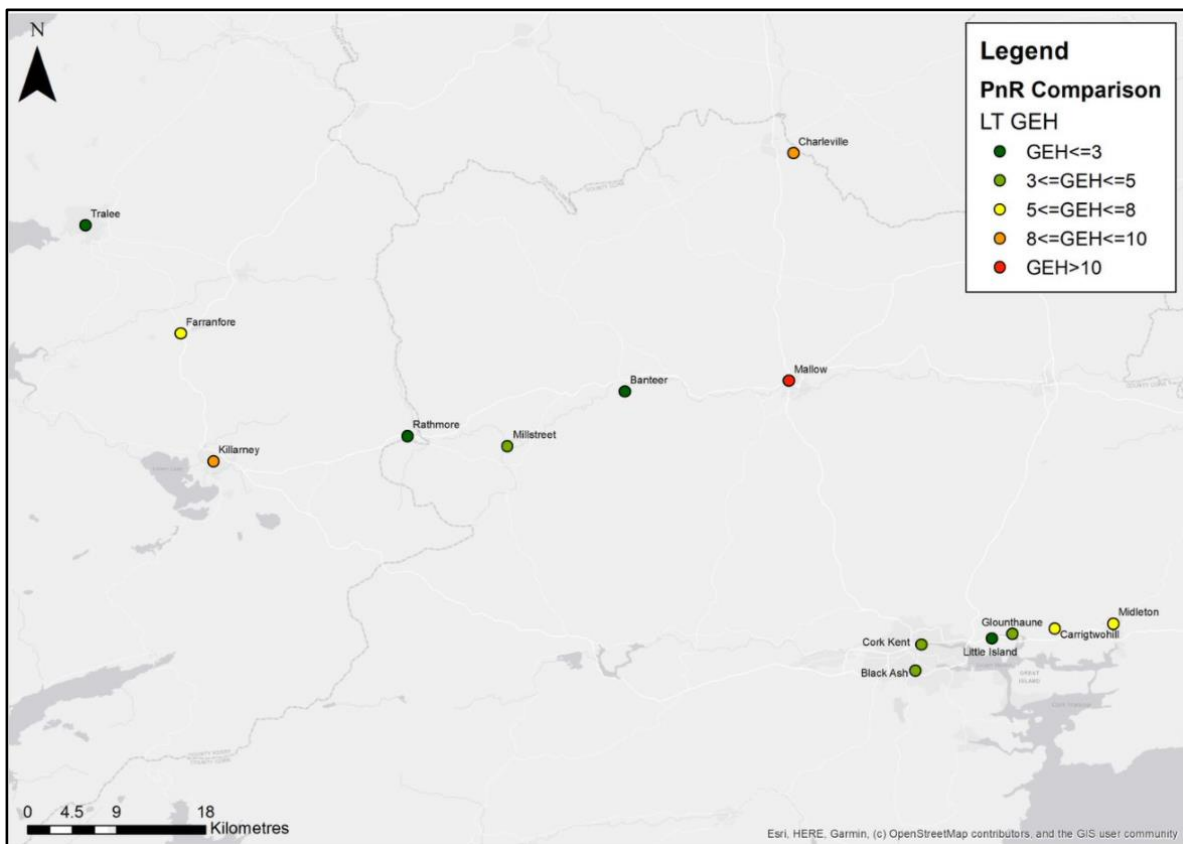 N
Legend
PnR Comparison
LT GEH
GEH<=3
3<=GEH<=5
5<=GEH<=8
8<=GEH<=10
GEH>10
Charleville
Tralee
Farranfore
Mallow
Banteer
Rathmore
Millstreet
Killarney
Midleton
Glounthaune
Carrigtwohill
Cork Kent
Little Island
Black Ash
GREAT
ISLAND
0 4.5 9 18
Kilometres
Esri, HERE, Garmin, (c) OpenStreetMap contributors, and the GIS user community